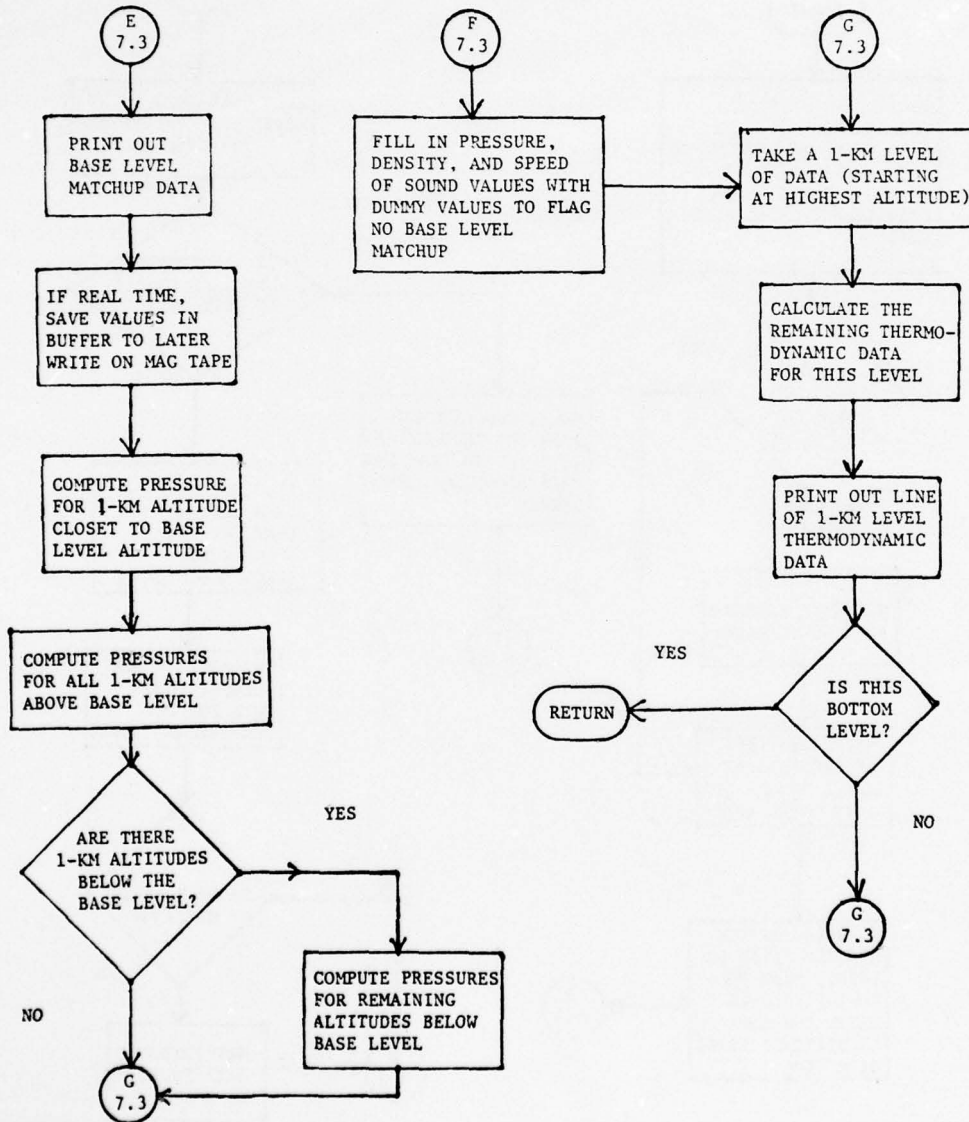 E
7.3
PRINT OUT
BASE LEVEL
MATCHUP DATA
IF REAL TIME,
SAVE VALUES IN
BUFFER TO LATER
WRITE ON MAG TAPE
COMPUTE PRESSURE
FOR 1-KM ALTITUDE
CLOSET TO BASE
LEVEL ALTITUDE
COMPUTE PRESSURES
FOR ALL 1-KM ALTITUDES
ABOVE BASE LEVEL
ARE THERE
1-KM ALTITUDES
BELOW THE
BASE LEVEL?
YES
COMPUTE PRESSURES
FOR REMAINING
ALTITUDES BELOW
BASE LEVEL
NO
G
7.3
F
7.3
FILL IN PRESSURE,
DENSITY, AND SPEED
OF SOUND VALUES WITH
DUMMY VALUES TO FLAG
NO BASE LEVEL
MATCHUP
G
7.3
TAKE A 1-KM LEVEL
OF DATA (STARTING
AT HIGHEST ALTITUDE)
CALCULATE THE
REMAINING THERMO-
DYNAMIC DATA
FOR THIS LEVEL
PRINT OUT LINE
OF 1-KM LEVEL
THERMODYNAMIC
DATA
IS THIS
BOTTOM
LEVEL?
YES
RETURN
NO
G
7.3